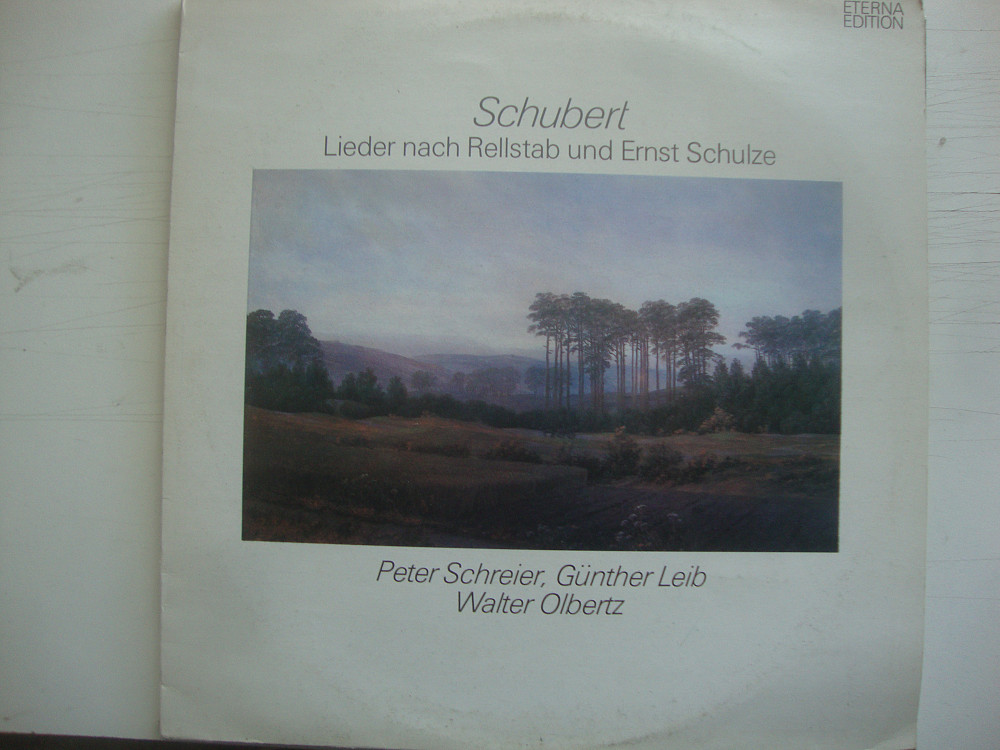 ETERNA
EDITION
Schubert
Lieder nach Rellstab und Ernst Schulze
Peter Schreier, Günther Leib
Walter Olbertz